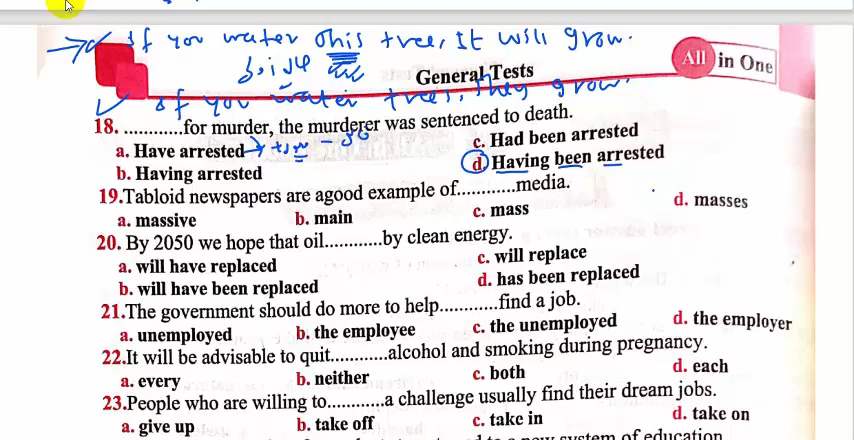 If you water this tree, it will grow.
All in One
General Tests
If you water trees, they grow.
18. ............for murder, the murderer was sentenced to death.
a. Have arrested
c. Had been arrested
b. Having arrested
d. Having been arrested
19.Tabloid newspapers are agood example of............media.
a. massive b. main c. mass d. masses
20. By 2050 we hope that oil............by clean energy.
a. will have replaced c. will replace
b. will have been replaced d. has been replaced
21.The government should do more to help............find a job.
a. unemployed b. the employee c. the unemployed d. the employer
22.It will be advisable to quit............alcohol and smoking during pregnancy.
a. every b. neither c. both d. each
23.People who are willing to............a challenge usually find their dream jobs.
a. give up b. take off c. take in d. take on
new system of education